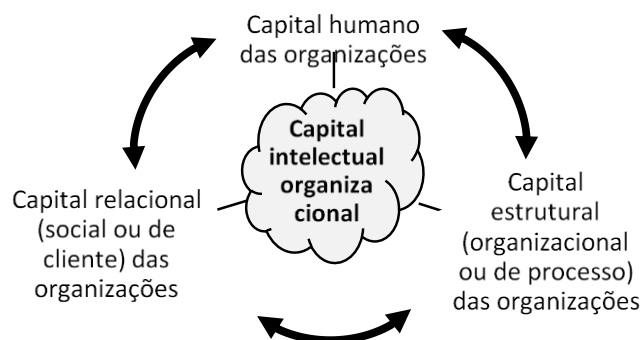 Capital humano
das organizações
Capital
intelectual
organiza
cional
Capital relacional
(social ou de
cliente) das
organizações
Capital
estrutural
(organizacional
ou de processo)
das organizações